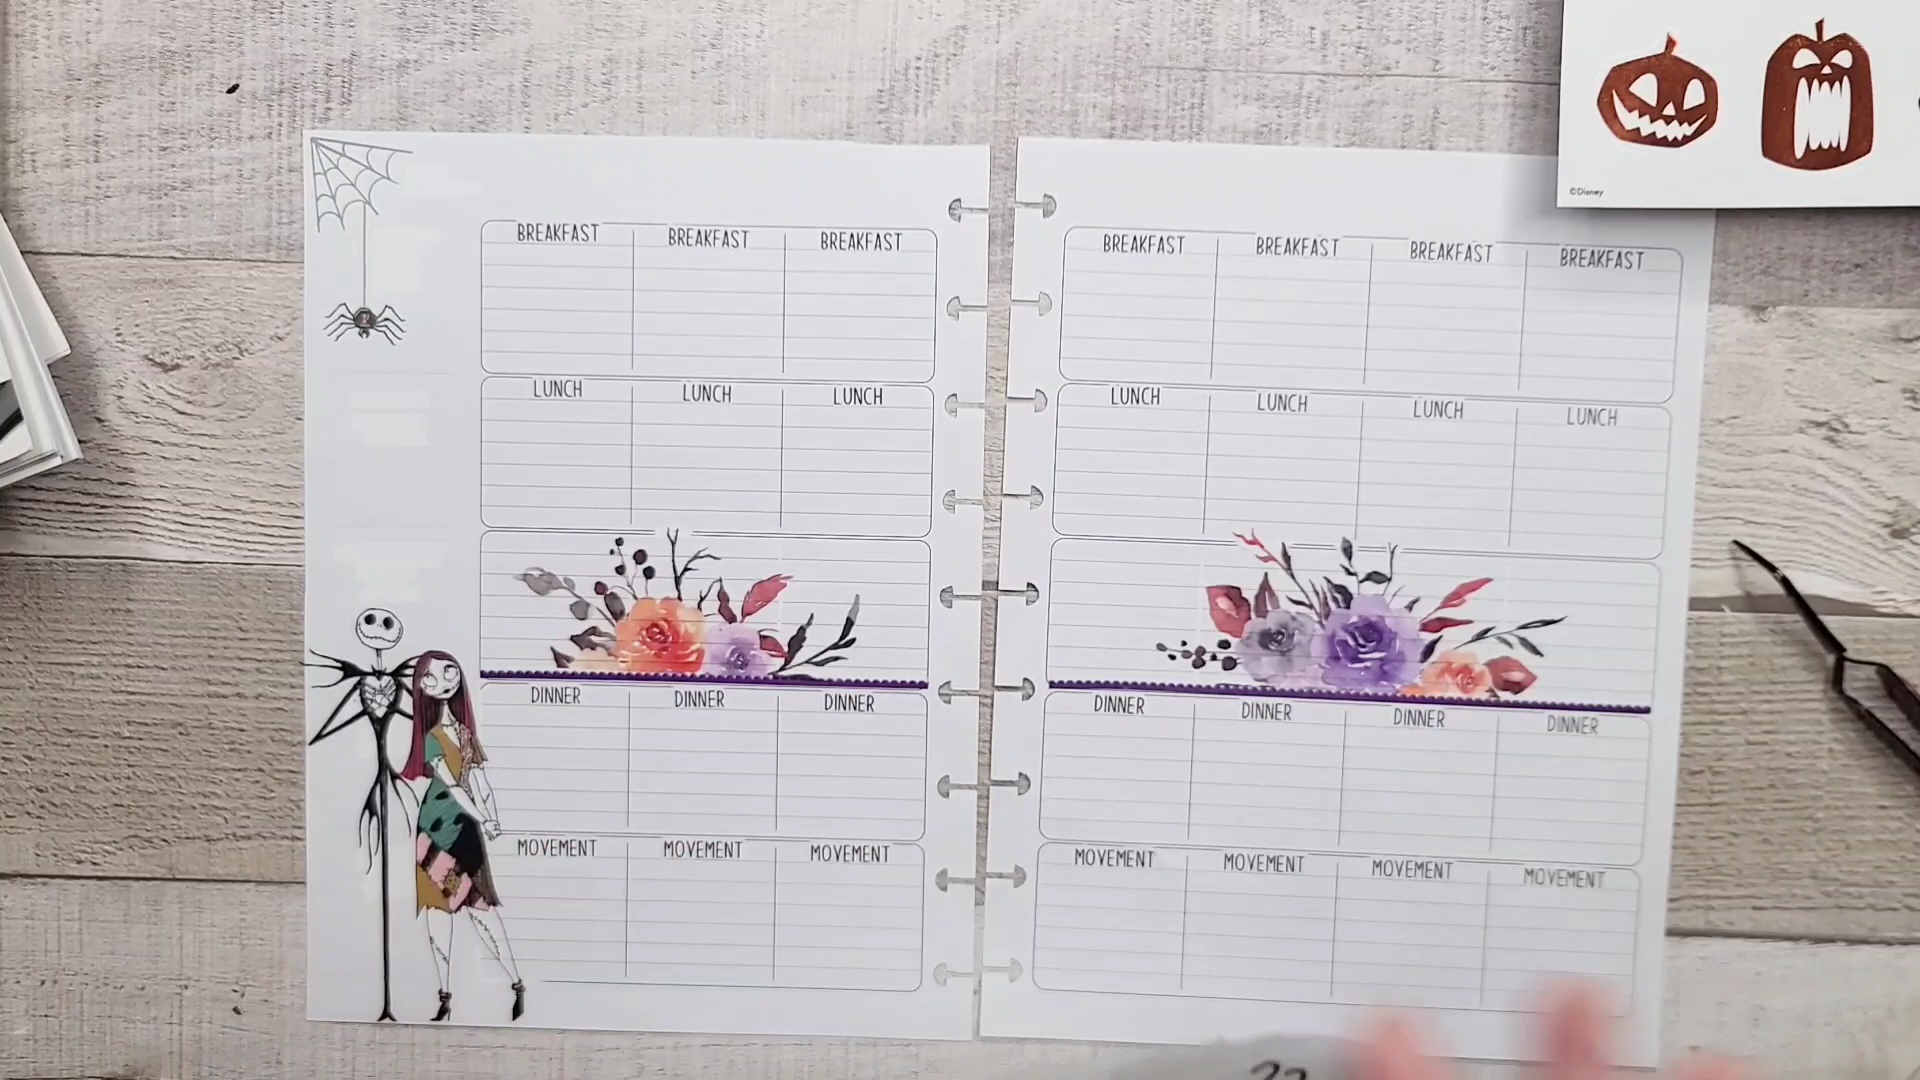 ©Disney
BREAKFAST BREAKFAST BREAKFAST
BREAKFAST BREAKFAST BREAKFAST BREAKFAST
LUNCH LUNCH LUNCH
LUNCH LUNCH LUNCH LUNCH
DINNER DINNER DINNER
DINNER DINNER DINNER DINNER
MOVEMENT MOVEMENT MOVEMENT
MOVEMENT MOVEMENT MOVEMENT MOVEMENT